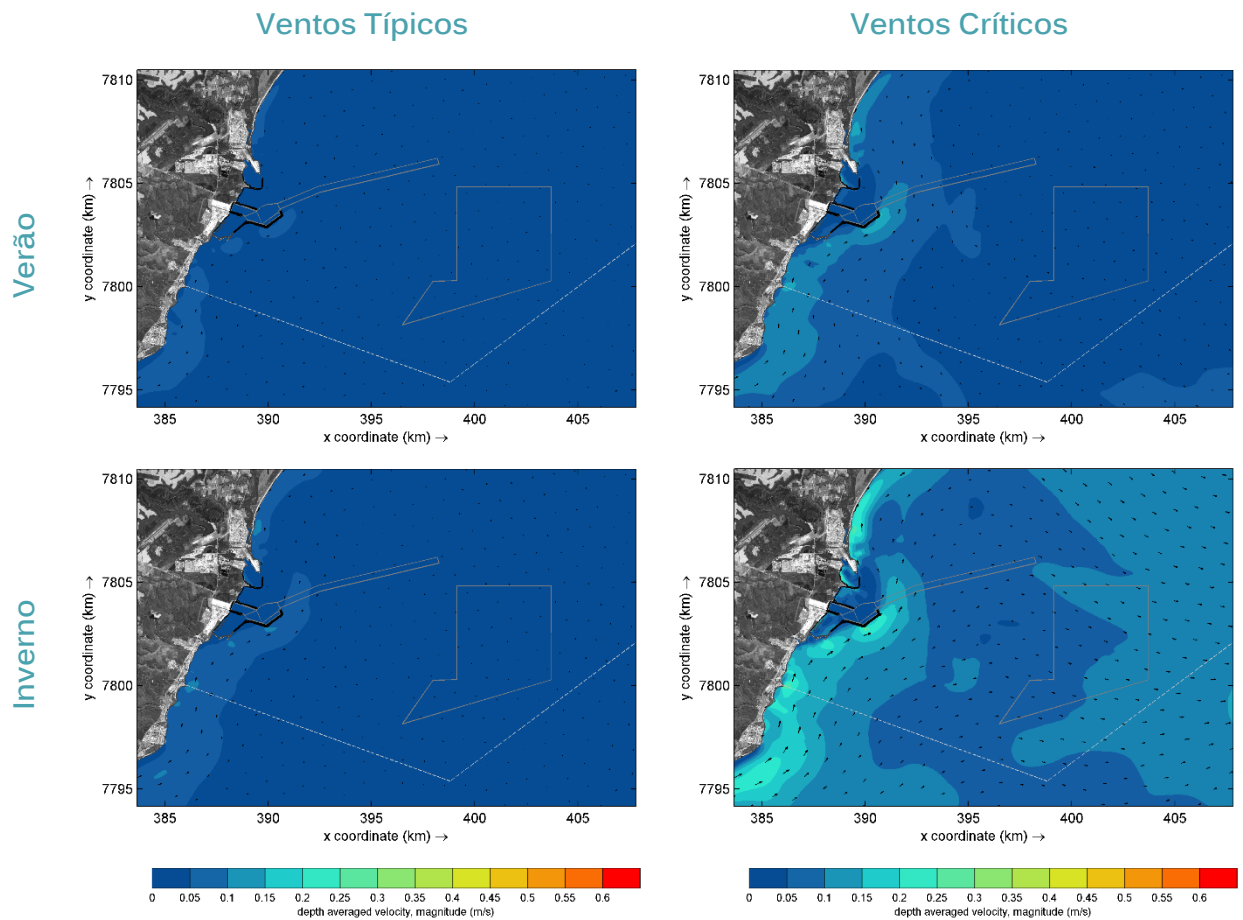 Ventos Típicos
Ventos Críticos
Verão
7810
7805
7800
7795
y coordinate (km) →
385
390
395
400
405
x coordinate (km) →
7810
7805
7800
7795
y coordinate (km) →
385
390
395
400
405
x coordinate (km) →
Inverno
7810
7805
7800
7795
y coordinate (km) →
385
390
395
400
405
x coordinate (km) →
7810
7805
7800
7795
y coordinate (km) →
385
390
395
400
405
x coordinate (km) →
0 0.05 0.1 0.15 0.2 0.25 0.3 0.35 0.4 0.45 0.5 0.55 0.6
depth averaged velocity, magnitude (m/s)
0 0.05 0.1 0.15 0.2 0.25 0.3 0.35 0.4 0.45 0.5 0.55 0.6
depth averaged velocity, magnitude (m/s)